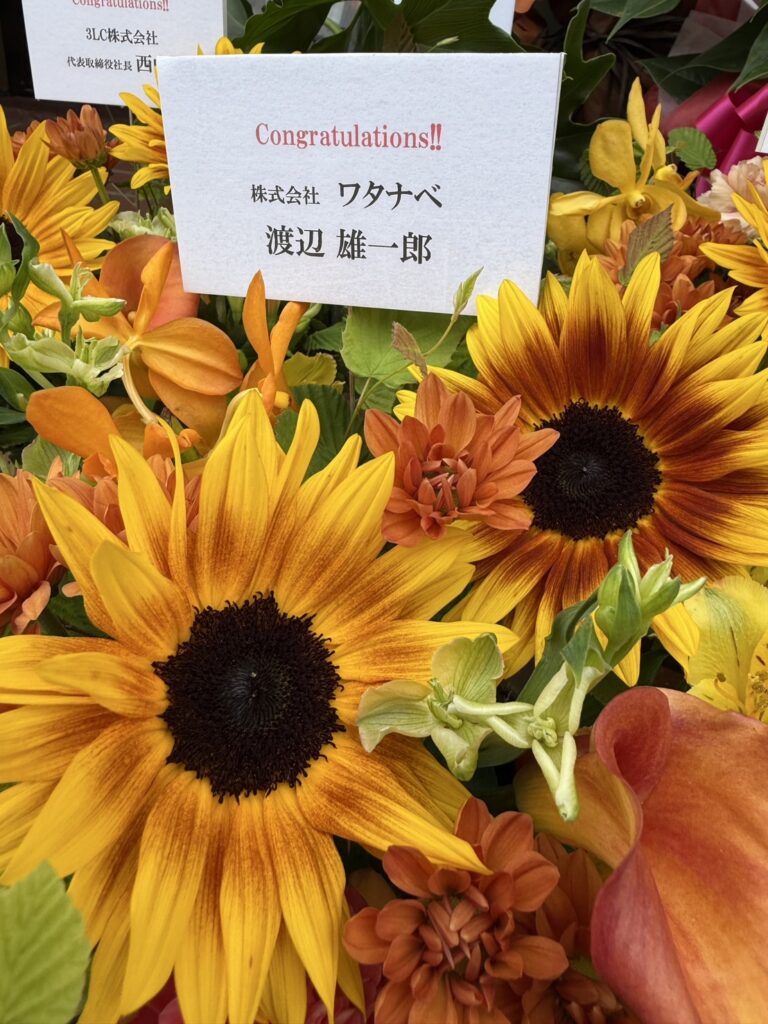 Congratulations!!
3LC株式会社
代表取締役社長 西
Congratulations!!
株式会社 ワタナベ
渡辺 雄一郎